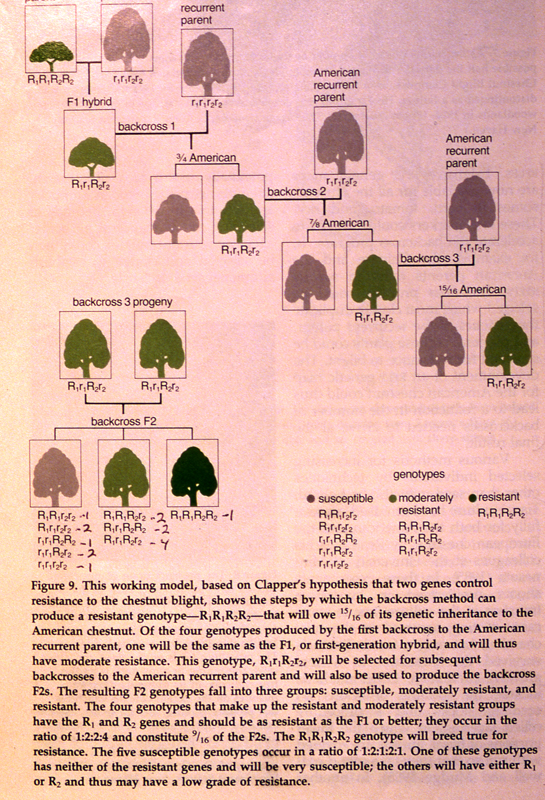 recurrent
parent
R₁R₁R₂R₂
r₁r₁r₂r₂
r₁r₁r₂r₂
F1 hybrid
backcross 1
R₁r₁R₂r₂
3/4 American
R₁r₁R₂r₂
American
recurrent
parent
r₁r₁r₂r₂
backcross 2
7/8 American
R₁r₁R₂r₂
American
recurrent
parent
r₁r₁r₂r₂
backcross 3
15/16 American
R₁r₁R₂r₂
backcross 3 progeny
R₁r₁R₂r₂ R₁r₁R₂r₂
backcross F2
R₁R₁r₂r₂ -1 R₁R₁R₂r₂ -2 R₁R₁R₂R₂ -1
R₁r₁r₂r₂ -2 R₁r₁R₂R₂ -2
r₁r₁R₂R₂ -1 R₁r₁R₂r₂ -4
r₁r₁R₂r₂ -2
r₁r₁r₂r₂ -1
genotypes
susceptible moderately resistant resistant
R₁R₁r₂r₂ R₁R₁R₂r₂ R₁R₁R₂R₂
R₁r₁r₂r₂ R₁r₁R₂R₂
r₁r₁R₂R₂ R₁r₁R₂r₂
r₁r₁R₂r₂
r₁r₁r₂r₂
Figure 9. This working model, based on Clapper's hypothesis that two genes control
resistance to the chestnut blight, shows the steps by which the backcross method can
produce a resistant genotype—R₁R₁R₂R₂—that will owe 15/16 of its genetic inheritance to the
American chestnut. Of the four genotypes produced by the first backcross to the American
recurrent parent, one will be the same as the F1, or first-generation hybrid, and will thus
have moderate resistance. This genotype, R₁r₁R₂r₂, will be selected for subsequent
backcrosses to the American recurrent parent and will also be used to produce the backcross
F2s. The resulting F2 genotypes fall into three groups: susceptible, moderately resistant, and
resistant. The four genotypes that make up the resistant and moderately resistant groups
have the R₁ and R₂ genes and should be as resistant as the F1 or better; they occur in the
ratio of 1:2:2:4 and constitute 9/16 of the F2s. The R₁R₁R₂R₂ genotype will breed true for
resistance. The five susceptible genotypes occur in a ratio of 1:2:1:2:1. One of these genotypes
has neither of the resistant genes and will be very susceptible; the others will have either R₁
or R₂ and thus may have a low grade of resistance.